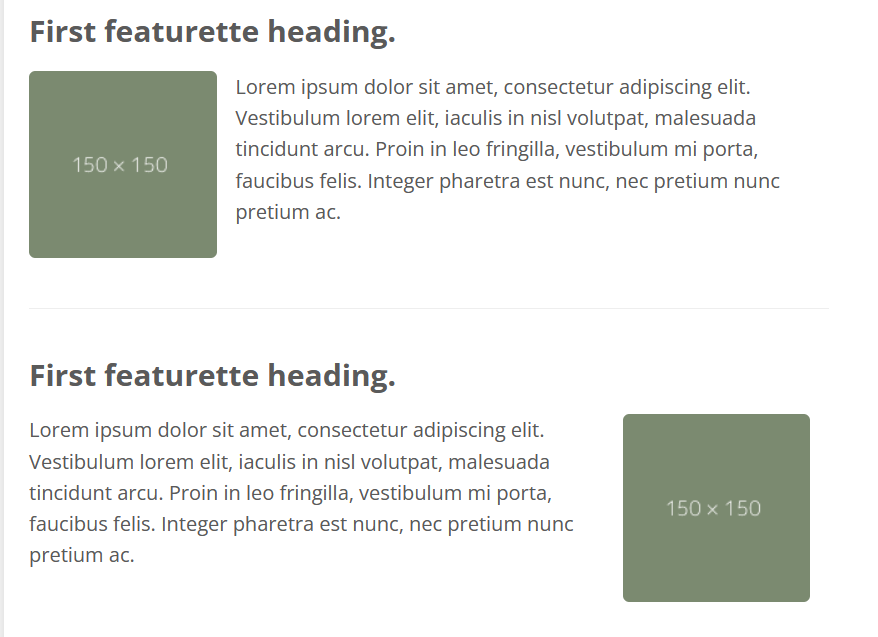 First featurette heading.
150 × 150
Lorem ipsum dolor sit amet, consectetur adipiscing elit.
Vestibulum lorem elit, iaculis in nisl volutpat, malesuada
tincidunt arcu. Proin in leo fringilla, vestibulum mi porta,
faucibus felis. Integer pharetra est nunc, nec pretium nunc
pretium ac.
First featurette heading.
Lorem ipsum dolor sit amet, consectetur adipiscing elit.
Vestibulum lorem elit, iaculis in nisl volutpat, malesuada
tincidunt arcu. Proin in leo fringilla, vestibulum mi porta,
faucibus felis. Integer pharetra est nunc, nec pretium nunc
pretium ac.
150 × 150